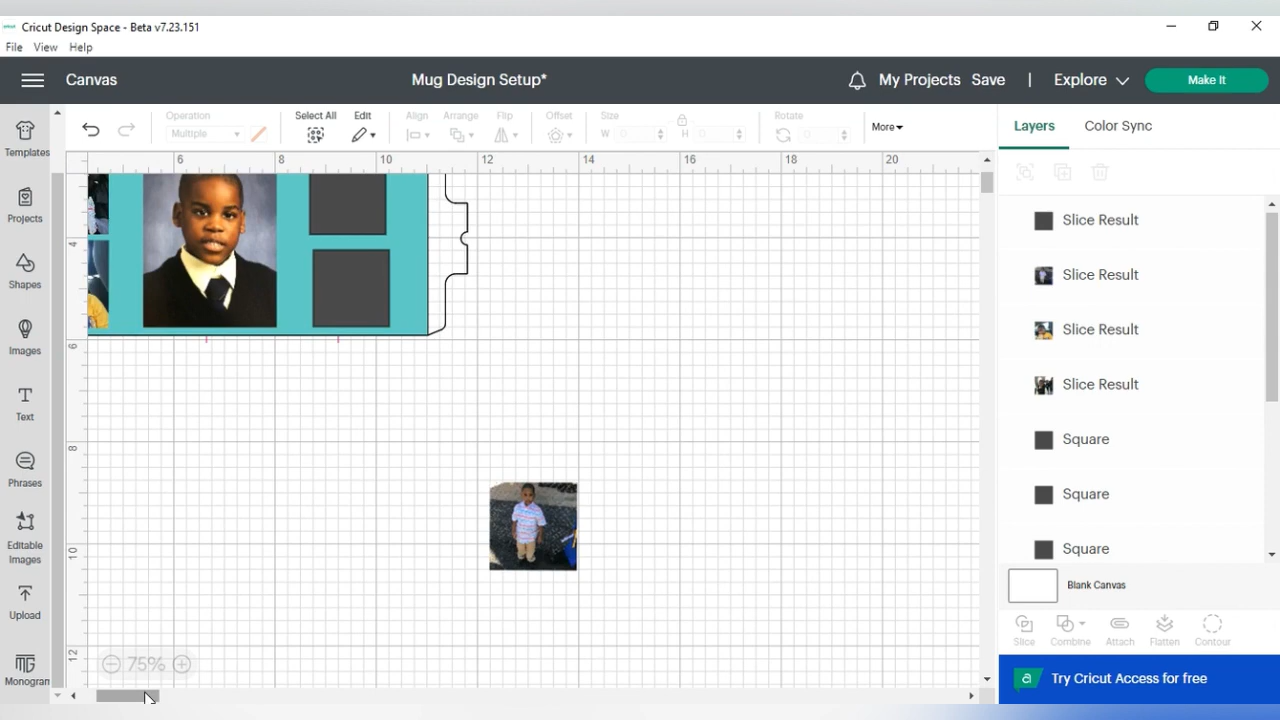 Cricut Design Space - Beta v7.23.151
File View Help
Canvas
Mug Design Setup*
My Projects Save | Explore
Make It
Operation
Multiple
Select All
Edit
Align
Arrange
Flip
Offset
Size
W 0
H 0
Rotate
0
More
Templates
Projects
Shapes
Images
Text
Phrases
Editable
Images
Upload
Monogram
6 8 10 12 14 16 18 20
4
6
8
10
12
75%
Layers Color Sync
Slice Result
Slice Result
Slice Result
Slice Result
Square
Square
Square
Blank Canvas
Slice Combine Attach Flatten Contour
Try Cricut Access for free